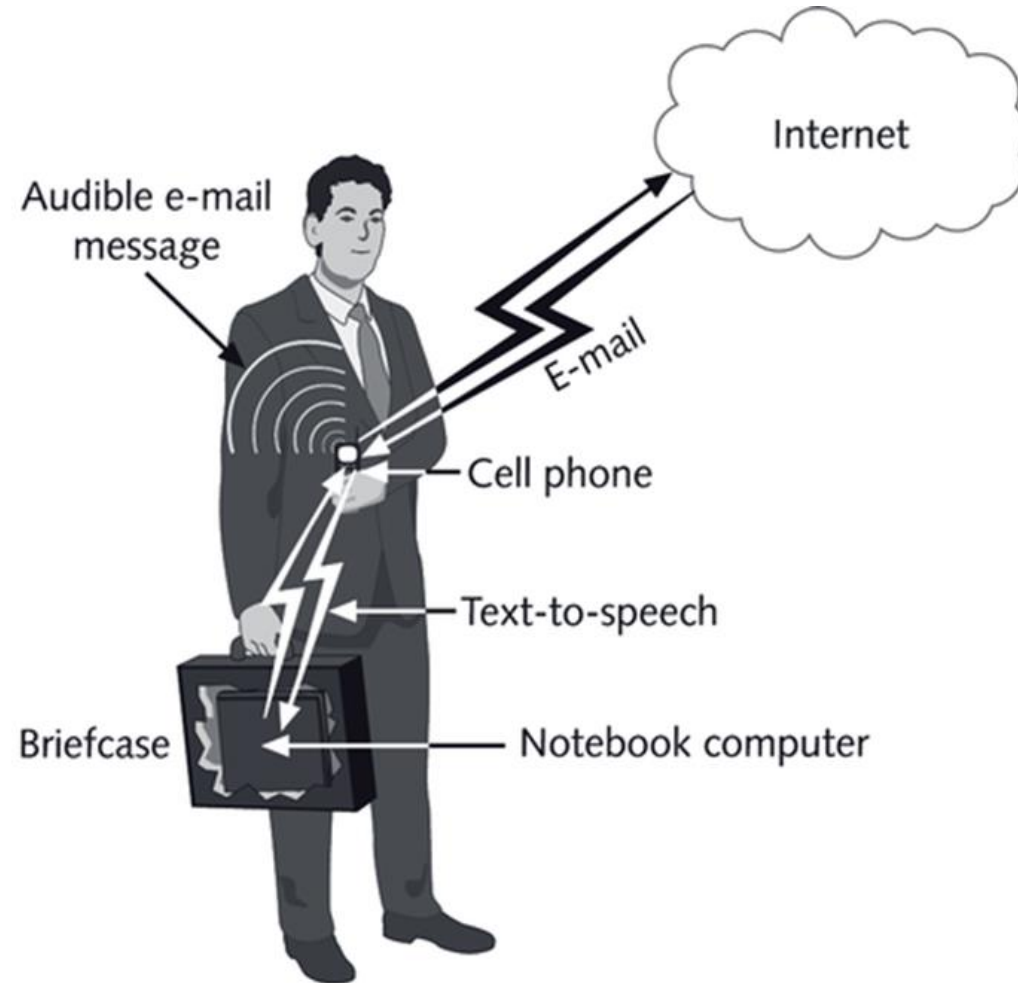 Internet
Audible e-mail
message
E-mail
Cell phone
Text-to-speech
Briefcase
Notebook computer